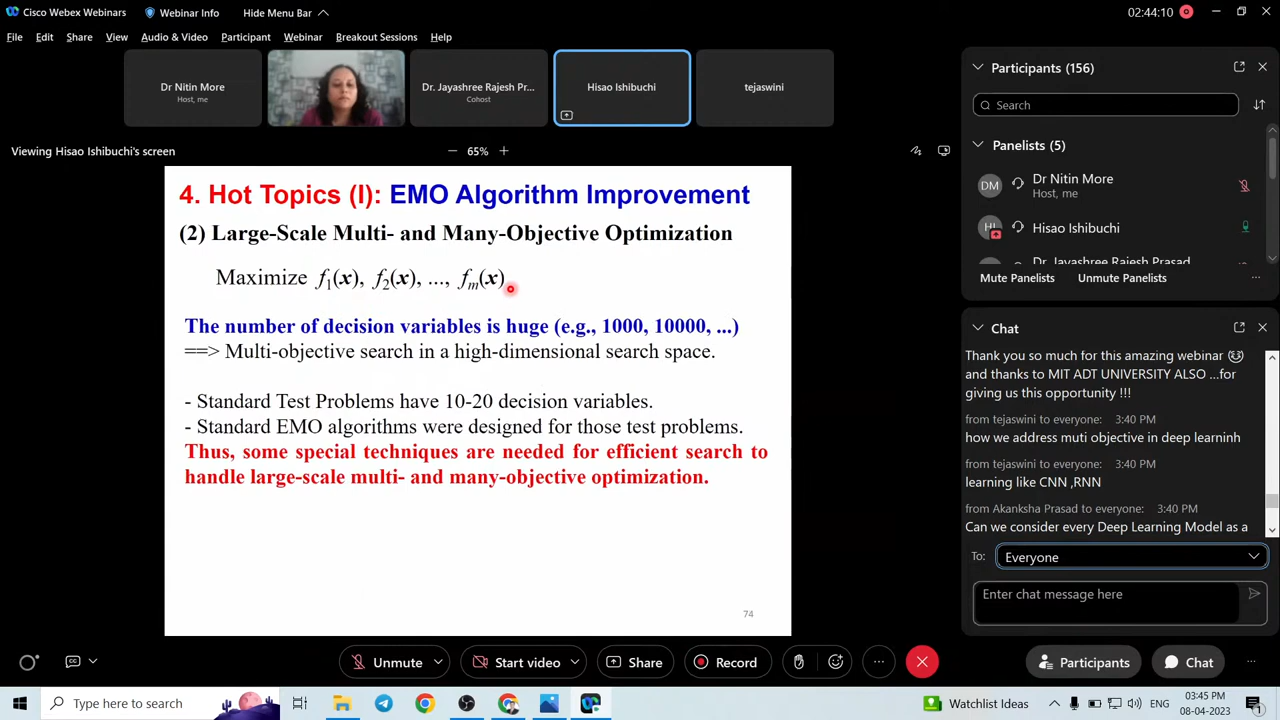 Cisco Webex Webinars
Webinar Info
Hide Menu Bar
02:44:10
File Edit Share View Audio & Video Participant Webinar Breakout Sessions Help
Dr Nitin More
Host, me
Dr. Jayashree Rajesh Pr...
Cohost
Hisao Ishibuchi
tejaswini
Viewing Hisao Ishibuchi's screen
65%
4. Hot Topics (I): EMO Algorithm Improvement
(2) Large-Scale Multi- and Many-Objective Optimization
Maximize f1(x), f2(x), ..., fm(x)
The number of decision variables is huge (e.g., 1000, 10000, ...)
==> Multi-objective search in a high-dimensional search space.
- Standard Test Problems have 10-20 decision variables.
- Standard EMO algorithms were designed for those test problems.
Thus, some special techniques are needed for efficient search to
handle large-scale multi- and many-objective optimization.
74
Participants (156)
Search
Panelists (5)
DM
Dr Nitin More
Host, me
HI
Hisao Ishibuchi
Mute Panelists
Unmute Panelists
Chat
Thank you so much for this amazing webinar
and thanks to MIT ADT UNIVERSITY ALSO ...for
giving us this opportunity !!!
from tejaswini to everyone: 3:40 PM
how we address muti objective in deep learninh
from tejaswini to everyone: 3:40 PM
learning like CNN ,RNN
from Akanksha Prasad to everyone: 3:40 PM
Can we consider every Deep Learning Model as a
To: Everyone
Enter chat message here
Unmute
Start video
Share
Record
Participants
Chat
Type here to search
Watchlist Ideas
ENG
03:45 PM
08-04-2023
1